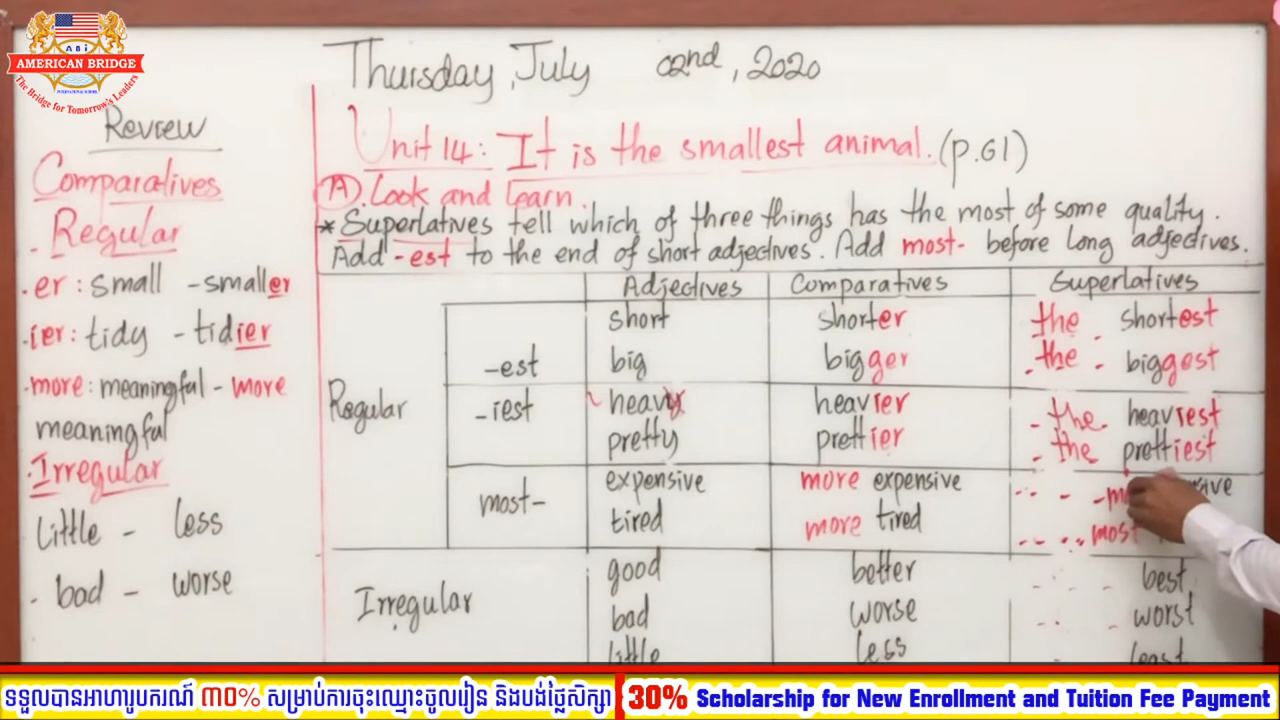 ABi
AMERICAN BRIDGE
INTERNATIONAL SCHOOL
The Bridge for Tomorrow's Leaders
Thursday, July 02nd, 2020
Review
Comparatives
- Regular
. er : small - smaller
. ier : tidy - tidier
. more : meaningful - more
meaningful
. Irregular
little - less
. bad - worse
Unit 14: It is the smallest animal. (p.61)
(A). Look and learn.
* Superlatives tell which of three things has the most of some quality.
Add -est to the end of short adjectives. Add most- before long adjectives.
Adjectives Comparatives Superlatives
short shorter the shortest
-est big bigger the biggest
Regular -iest heavy heavier the heaviest
pretty prettier the prettiest
most- expensive more expensive
tired more tired most
Irregular good better best
bad worse worst
little less least
ទទួលបានអាហារូបករណ៍ ៣០% សម្រាប់ការចុះឈ្មោះចូលរៀន និងបង់ថ្លៃសិក្សា
30% Scholarship for New Enrollment and Tuition Fee Payment